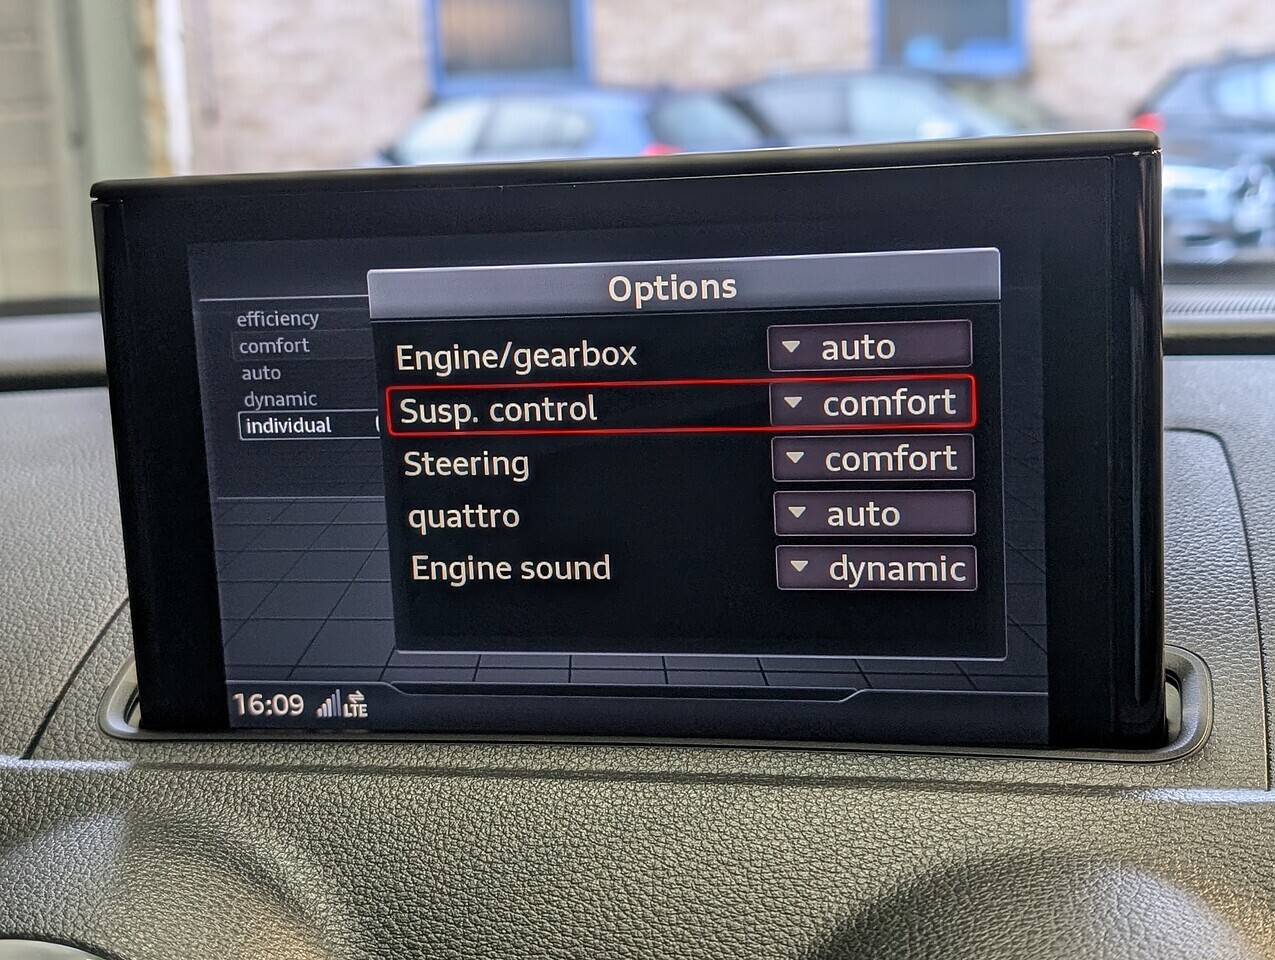 Options
efficiency
comfort
auto
dynamic
individual
Engine/gearbox auto
Susp. control comfort
Steering comfort
quattro auto
Engine sound dynamic
16:09 LTE